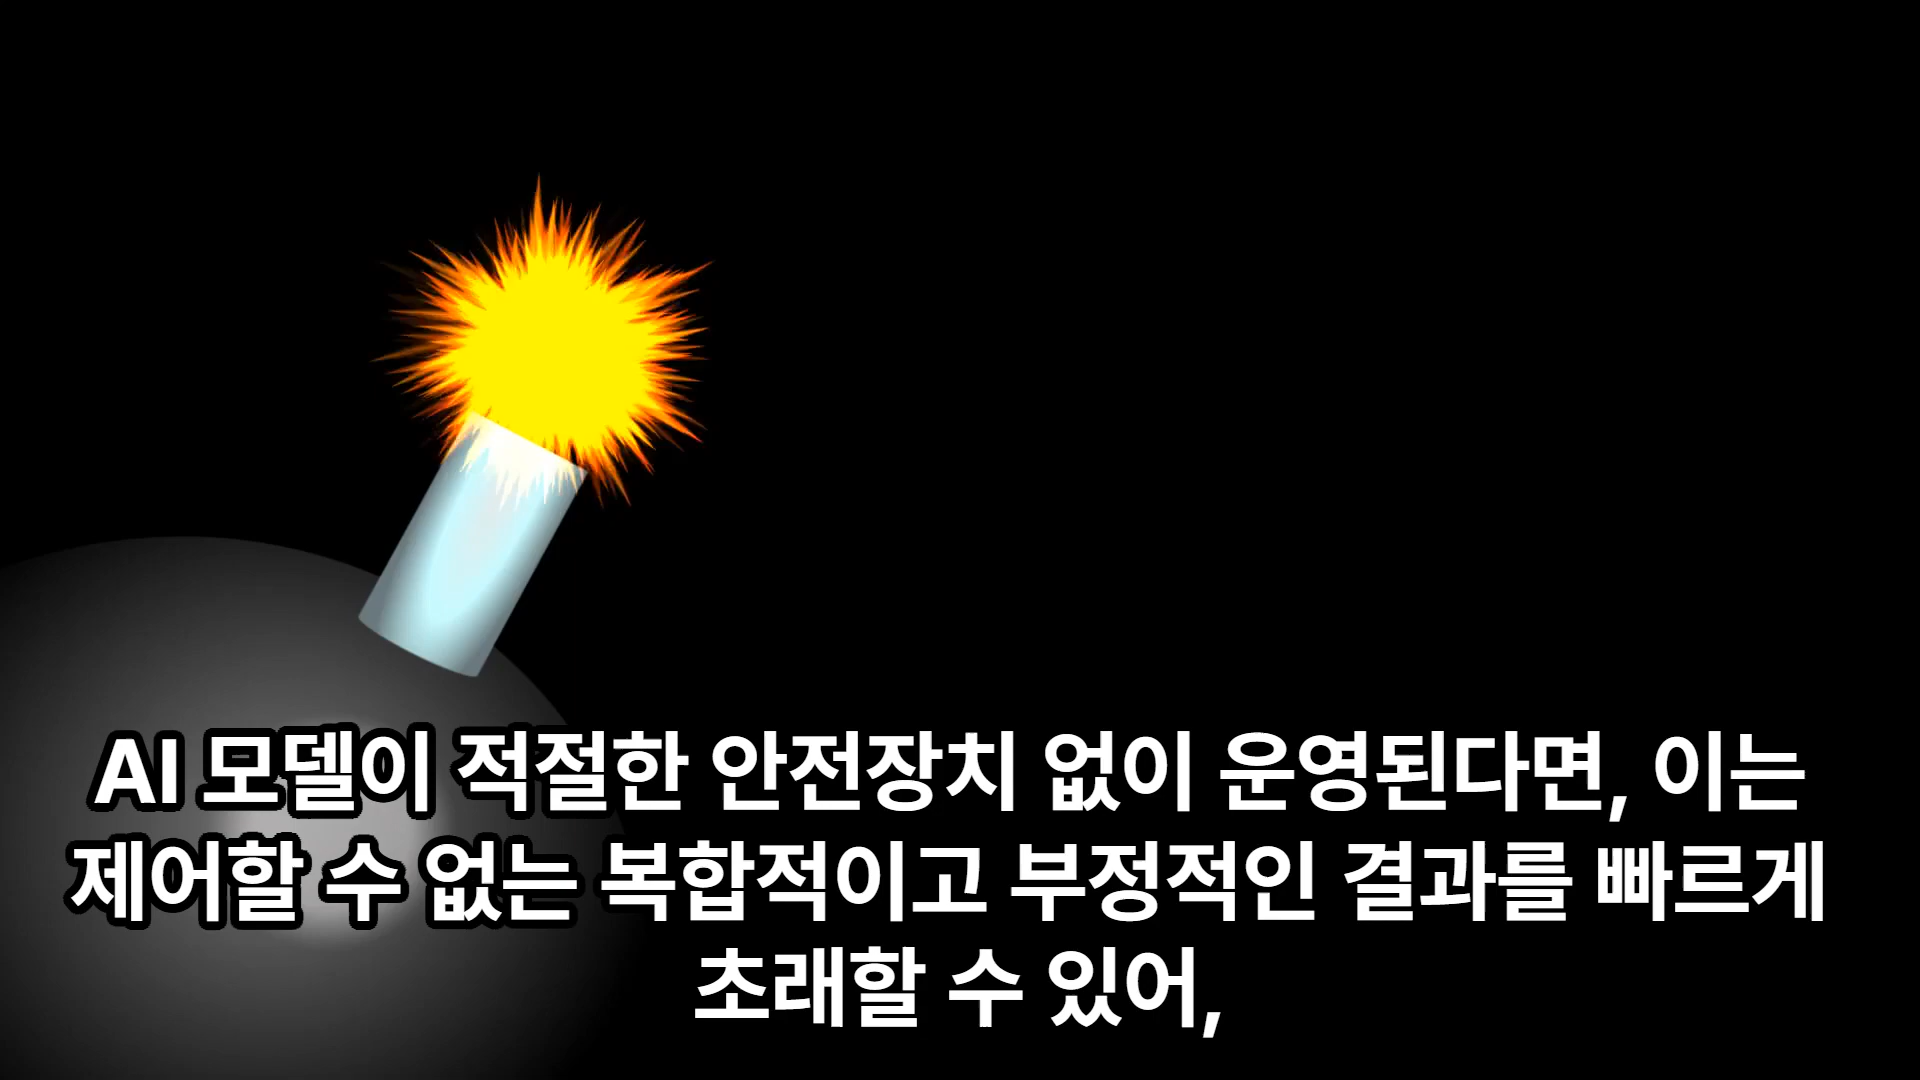 AI 모델이 적절한 안전장치 없이 운영된다면, 이는
제어할 수 없는 복합적이고 부정적인 결과를 빠르게
초래할 수 있어,